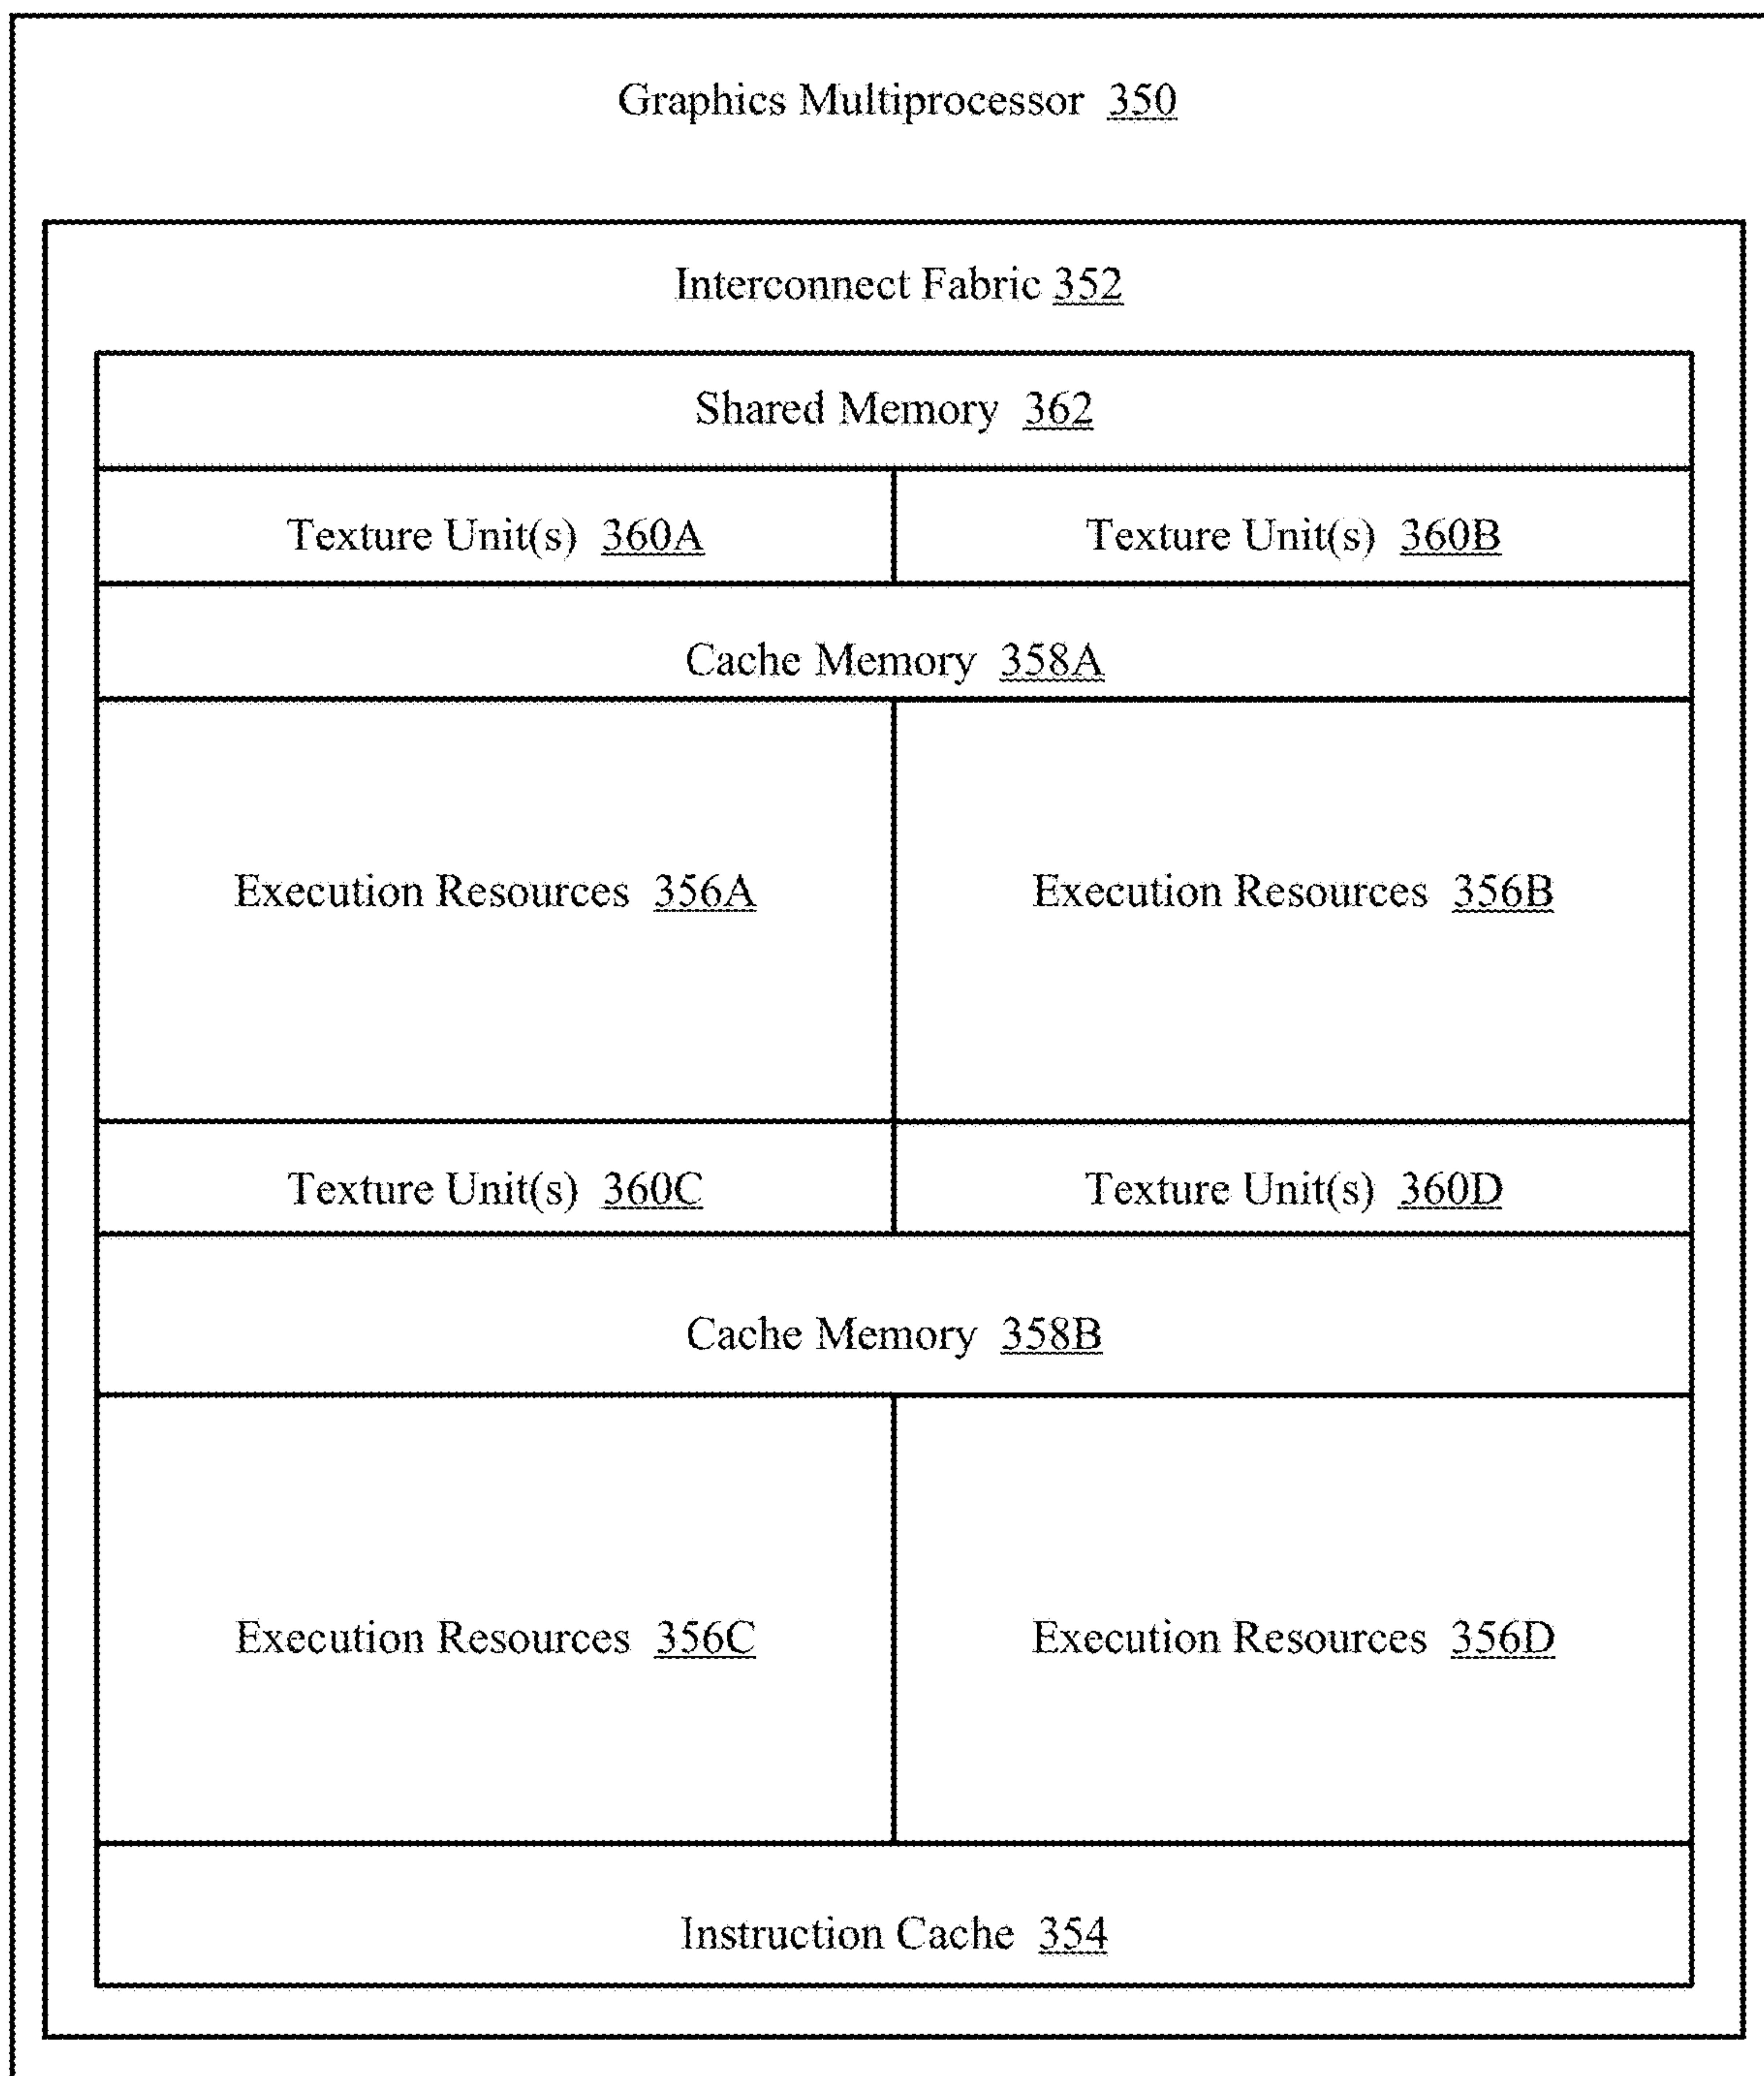 Graphics Multiprocessor 350
Interconnect Fabric 352
Shared Memory 362
Texture Unit(s) 360A
Texture Unit(s) 360B
Cache Memory 358A
Execution Resources 356A
Execution Resources 356B
Texture Unit(s) 360C
Texture Unit(s) 360D
Cache Memory 358B
Execution Resources 356C
Execution Resources 356D
Instruction Cache 354